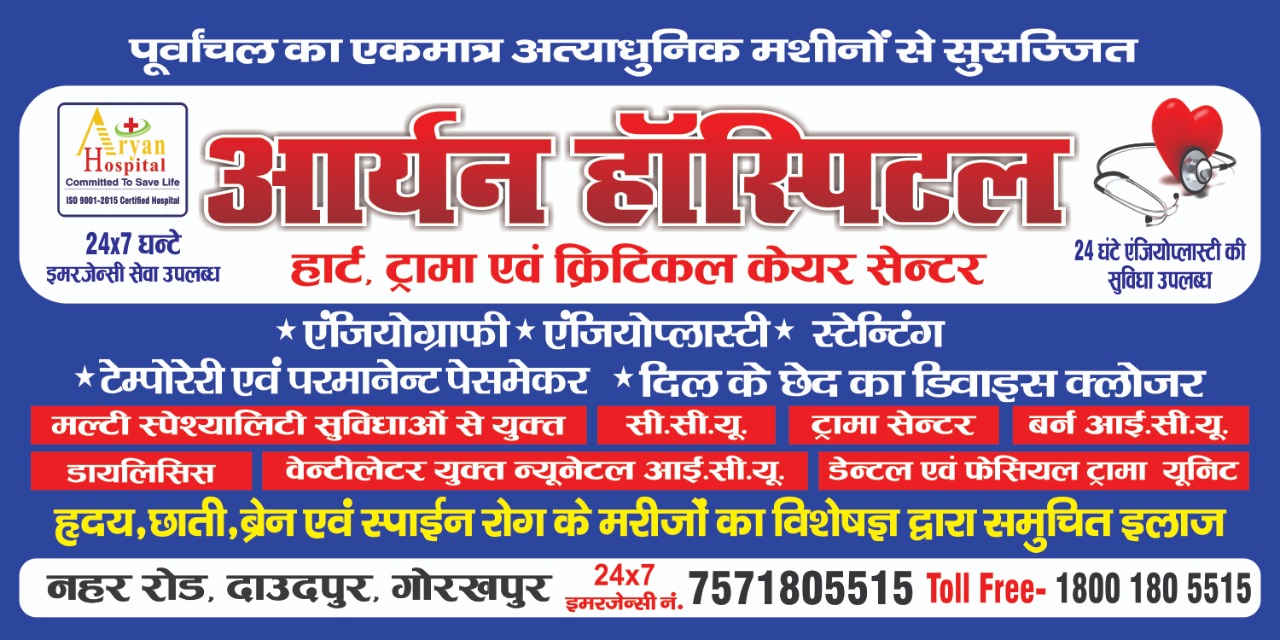 पूर्वांचल का एकमात्र अत्याधुनिक मशीनों से सुसज्जित
Aryan
Hospital
Committed To Save Life
ISO 9001-2015 Certified Hospital
आर्यन हॉस्पिटल
24x7 घन्टे
इमरजेन्सी सेवा उपलब्ध
हार्ट, ट्रामा एवं क्रिटिकल केयर सेन्टर
24 घंटे एंजियोप्लास्टी की
सुविधा उपलब्ध
★ एंजियोग्राफी ★ एंजियोप्लास्टी ★ स्टेन्टिंग
★ टेम्पोरेरी एवं परमानेन्ट पेसमेकर ★ दिल के छेद का डिवाइस क्लोजर
मल्टी स्पेश्यालिटी सुविधाओं से युक्त सी.सी.यू. ट्रामा सेन्टर बर्न आई.सी.यू.
डायलिसिस वेन्टीलेटर युक्त न्यूनेटल आई.सी.यू. डेन्टल एवं फेसियल ट्रामा यूनिट
हृदय,छाती,ब्रेन एवं स्पाईन रोग के मरीजों का विशेषज्ञ द्वारा समुचित इलाज
नहर रोड, दाउदपुर, गोरखपुर 24x7 इमरजेन्सी नं. 7571805515 Toll Free- 1800 180 5515